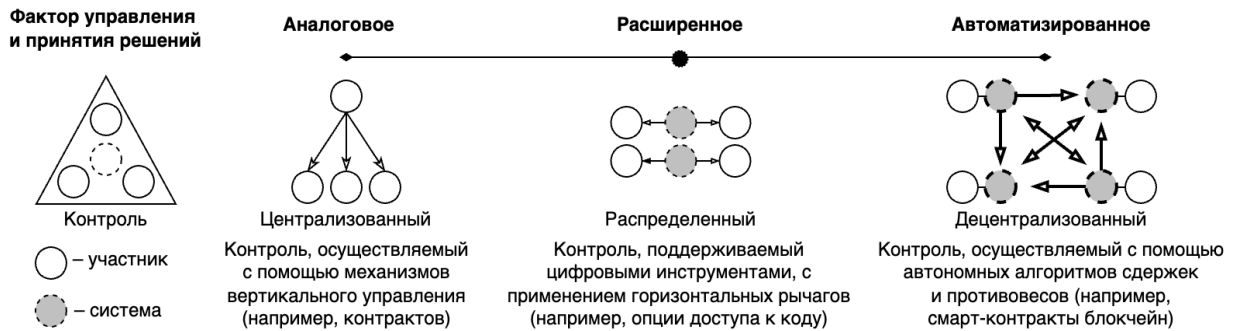 Фактор управления
и принятия решений
Аналоговое
Расширенное
Автоматизированное
Контроль
Централизованный
Распределенный
Децентрализованный
– участник
– система
Контроль, осуществляемый
с помощью механизмов
вертикального управления
(например, контрактов)
Контроль, поддерживаемый
цифровыми инструментами, с
применением горизонтальных рычагов
(например, опции доступа к коду)
Контроль, осуществляемый с помощью
автономных алгоритмов сдержек
и противовесов (например,
смарт-контракты блокчейн)